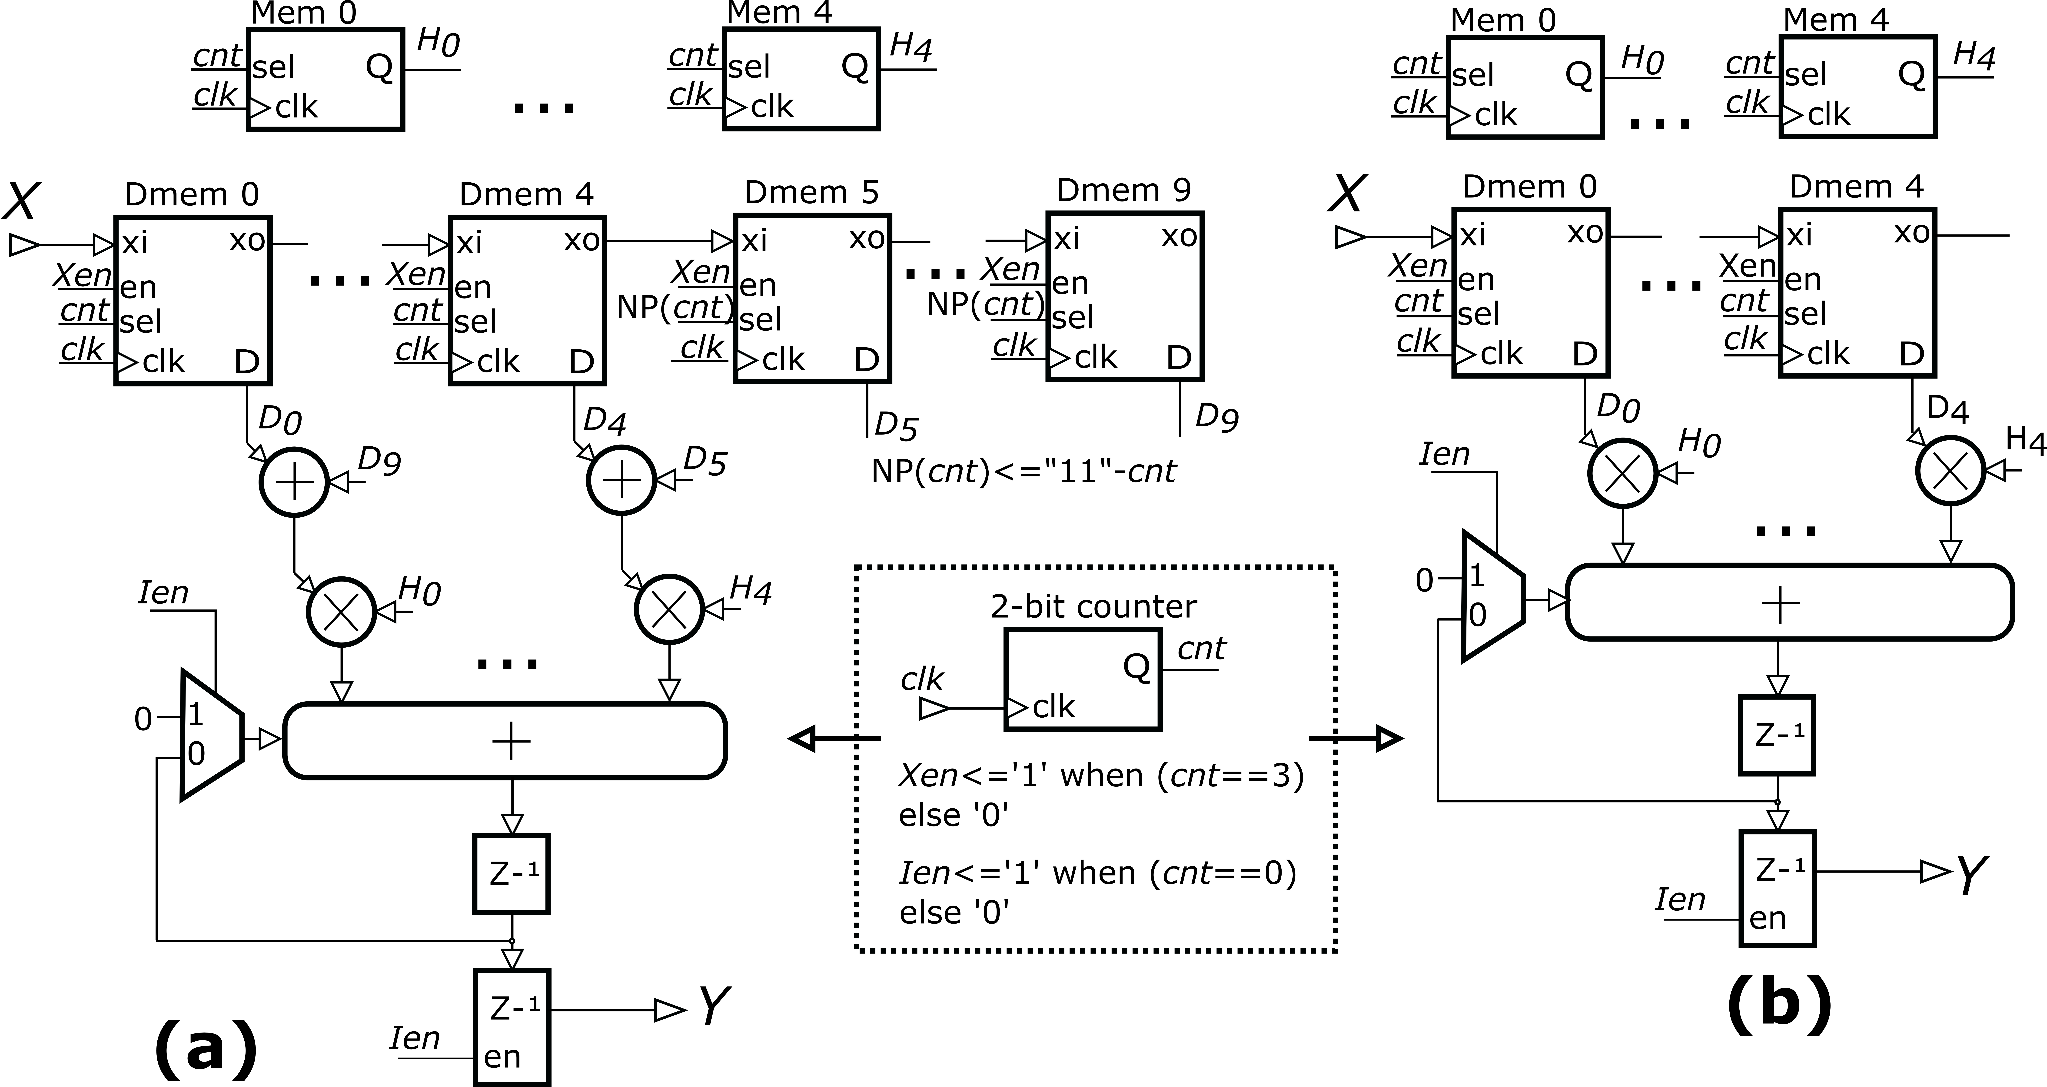 Mem 0
cnt
sel
Q
H0
clk
clk
...
Mem 4
cnt
sel
Q
H4
clk
clk
X
Dmem 0
xi
xo
Xen
en
cnt
sel
clk
clk
D
...
Dmem 4
xi
xo
Xen
en
cnt
sel
clk
clk
D
Dmem 5
xi
xo
Xen
en
NP(cnt)
sel
clk
clk
D
...
Dmem 9
xi
xo
Xen
en
NP(cnt)
sel
clk
clk
D
D0
D9
+
D4
D5
+
D5
D9
NP(cnt)<="11"-cnt
H0
H4
...
Ien
0
1
0
+
Z-1
Z-1
en
Ien
Y
(a)
2-bit counter
clk
clk
Q
cnt
Xen<='1' when (cnt==3)
else '0'
Ien<='1' when (cnt==0)
else '0'
Mem 0
cnt
sel
Q
H0
clk
clk
...
Mem 4
cnt
sel
Q
H4
clk
clk
X
Dmem 0
xi
xo
Xen
en
cnt
sel
clk
clk
D
...
Dmem 4
xi
xo
Xen
en
cnt
sel
clk
clk
D
D0
H0
D4
H4
...
Ien
0
1
0
+
Z-1
Z-1
en
Ien
Y
(b)